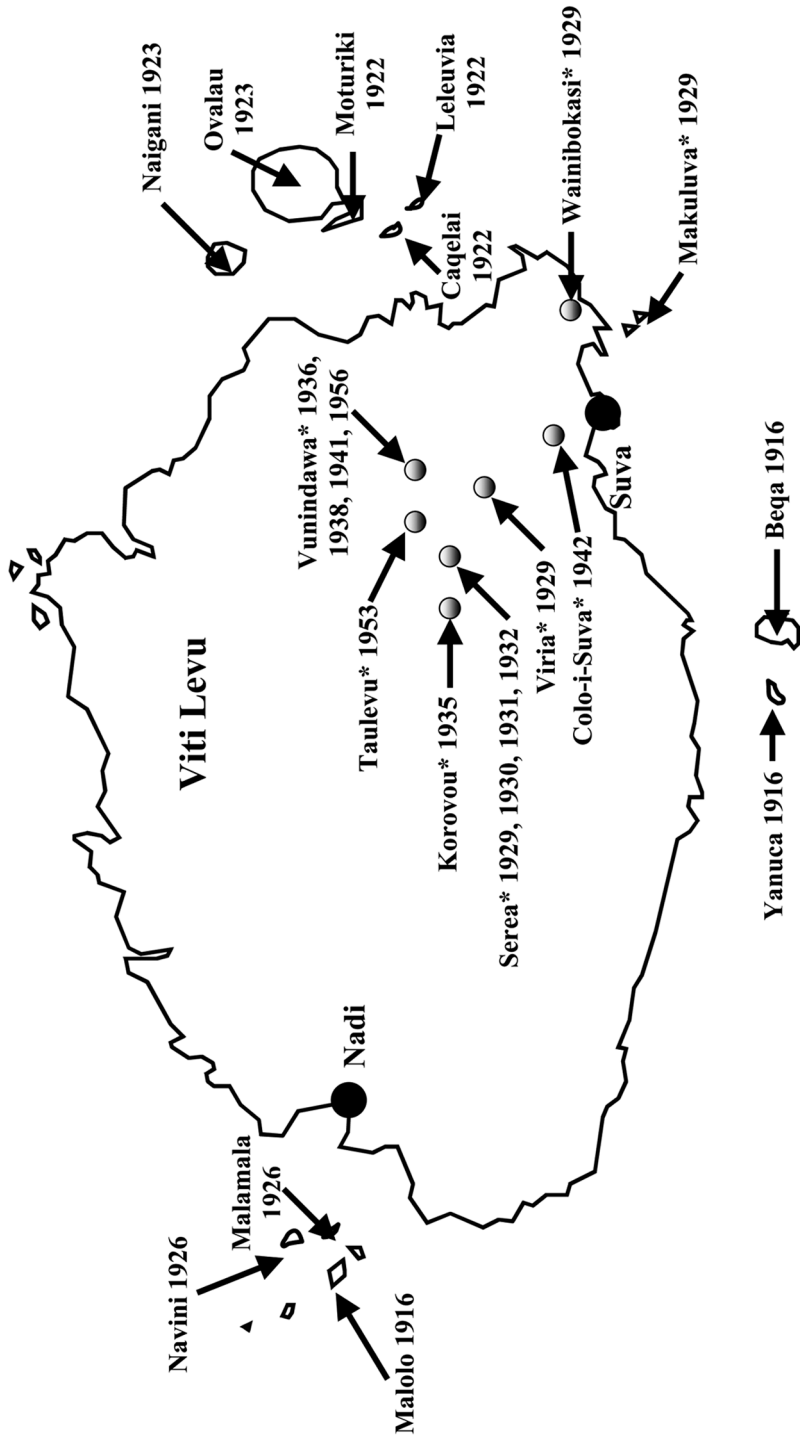 Naigani 1923
Ovalau
1923
Moturiki
1922
Leleuvia
1922
Caqelai
1922
Wainibokasi* 1929
Makuluva* 1929
Vunindawa* 1936,
1938, 1941, 1956
Taulevu* 1953
Viti Levu
Korovou* 1935
Serea* 1929, 1930, 1931, 1932
Viria* 1929
Colo-i-Suva* 1942
Suva
Beqa 1916
Yanuca 1916
Nadi
Malamala
1926
Navini 1926
Malolo 1916